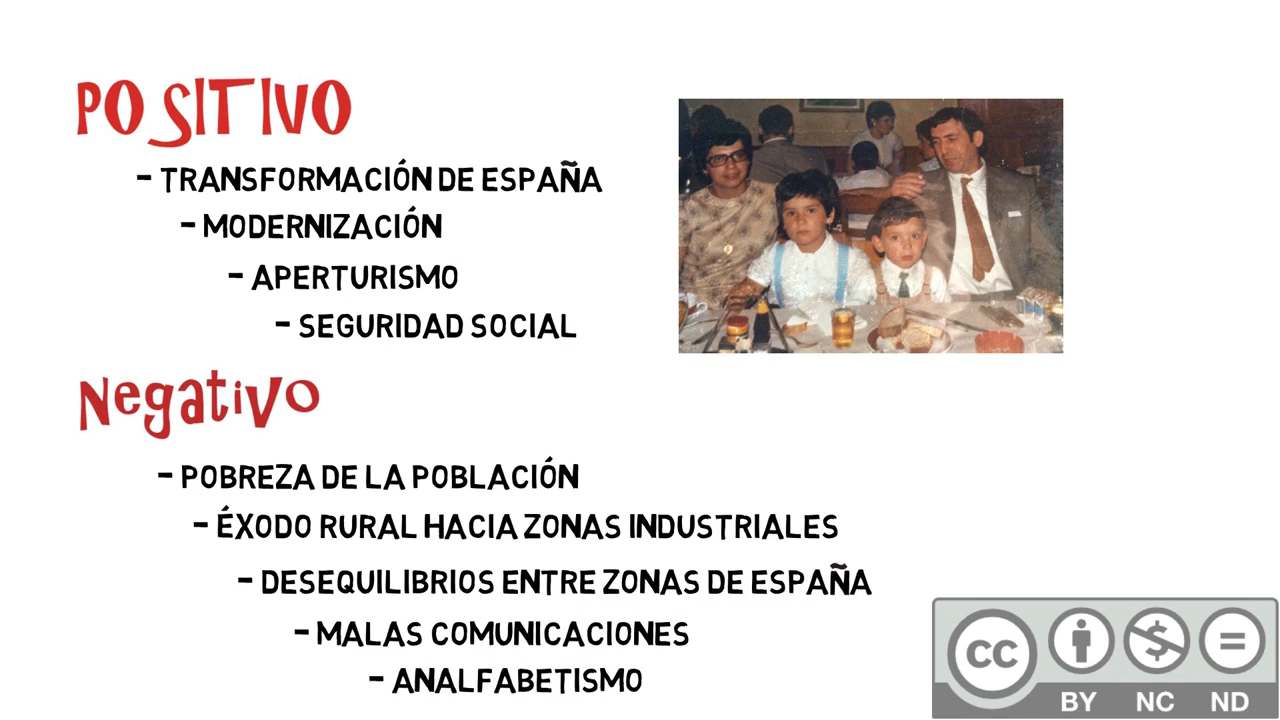 POSITIVO
- TRANSFORMACIÓN DE ESPAÑA
- MODERNIZACIÓN
- APERTURISMO
- SEGURIDAD SOCIAL
Negativo
- POBREZA DE LA POBLACIÓN
- ÉXODO RURAL HACIA ZONAS INDUSTRIALES
- DESEQUILIBRIOS ENTRE ZONAS DE ESPAÑA
- MALAS COMUNICACIONES
- ANALFABETISMO
CC
BY NC ND